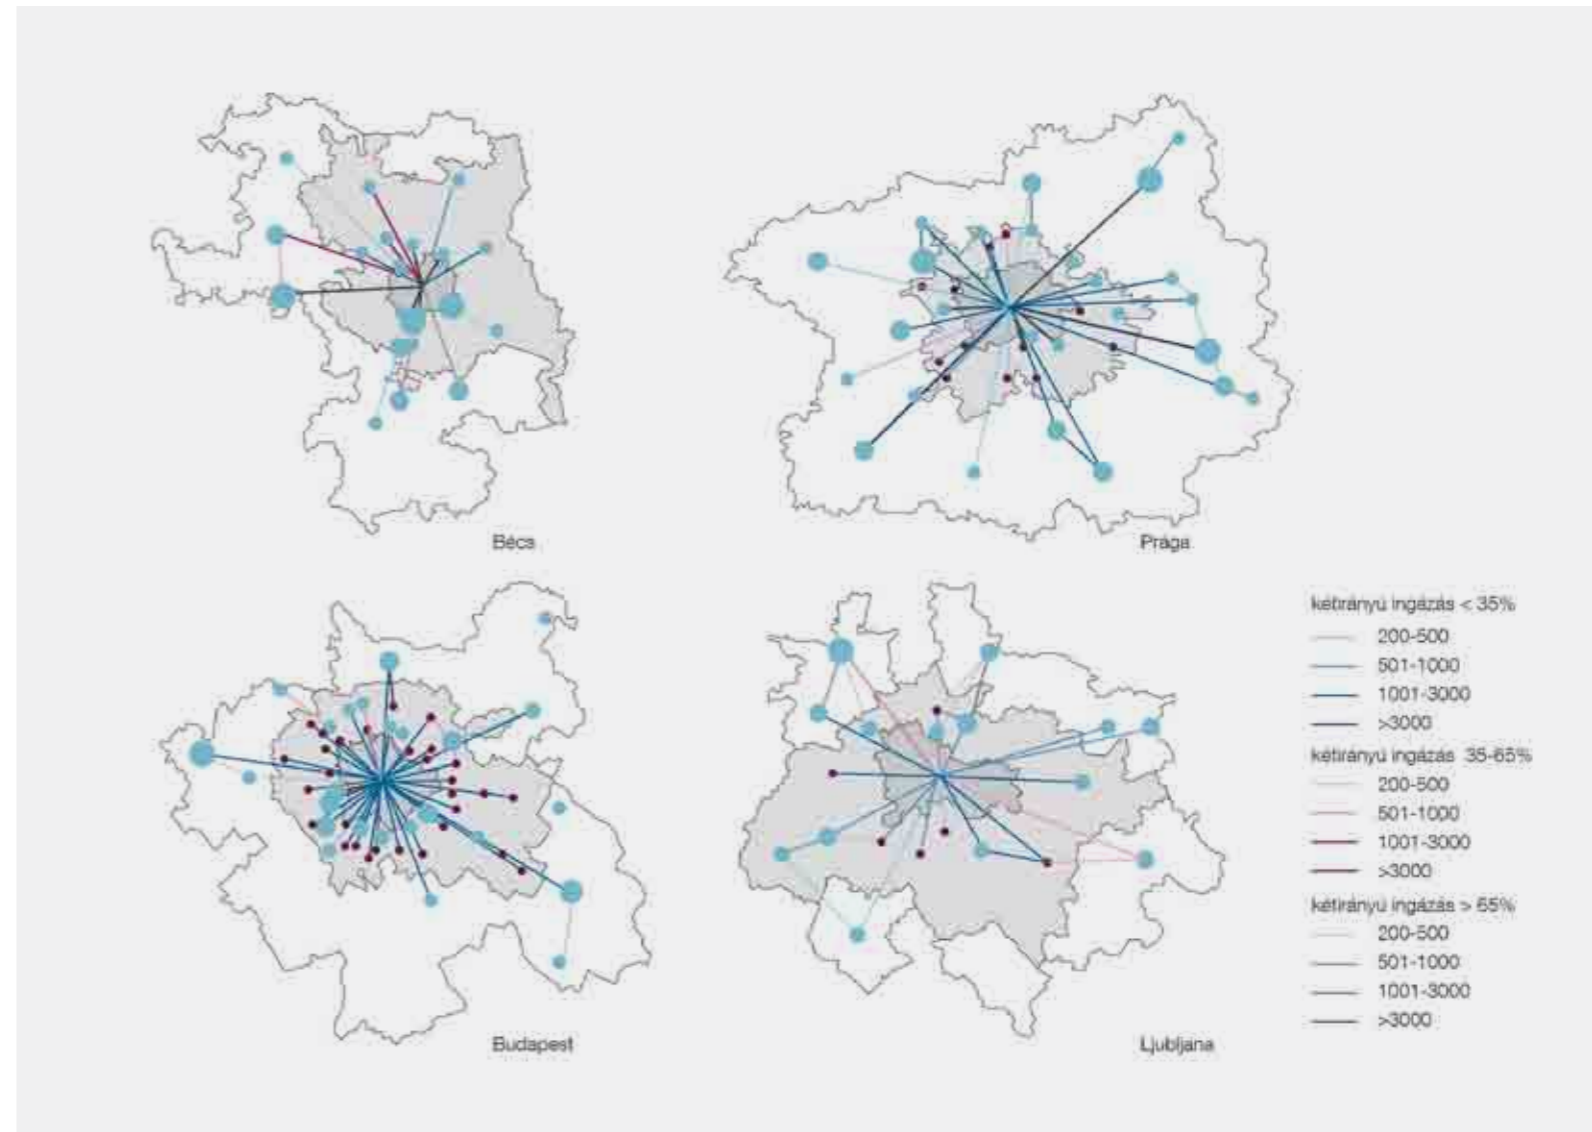 Bécs
Prága
Budapest
Ljubljana
kétirányú ingázás < 35%
200-500
501-1000
1001-3000
>3000
kétirányú ingázás 35-65%
200-500
501-1000
1001-3000
>3000
kétirányú ingázás > 65%
200-500
501-1000
1001-3000
>3000